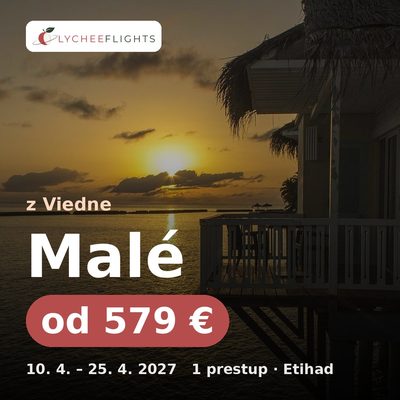 LYCHEEFLIGHTS
z Viedne
Malé
od 579 €
10. 4. – 25. 4. 2027 1 prestup · Etihad